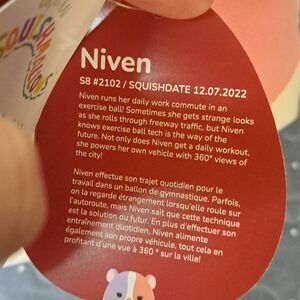 SQUISHMALLOWS
Niven
SB #2102 / SQUISHDATE 12.07.2022
Niven runs her daily work commute in an
exercise ball! Sometimes she gets strange looks
as she rolls through freeway traffic, but Niven
knows exercise ball tech is the way of the
future. Not only does Niven get a daily workout,
she powers her own vehicle with 360° views of
the city!
Niven effectue son trajet quotidien pour le
travail dans un ballon de gymnastique. Parfois,
on la regarde étrangement lorsqu'elle roule sur
l'autoroute, mais Niven sait que cette technique
est la solution du futur. En plus d'effectuer son
entraînement quotidien, Niven alimente
également son propre véhicule, tout cela en
profitant d'une vue à 360 ° sur la ville!